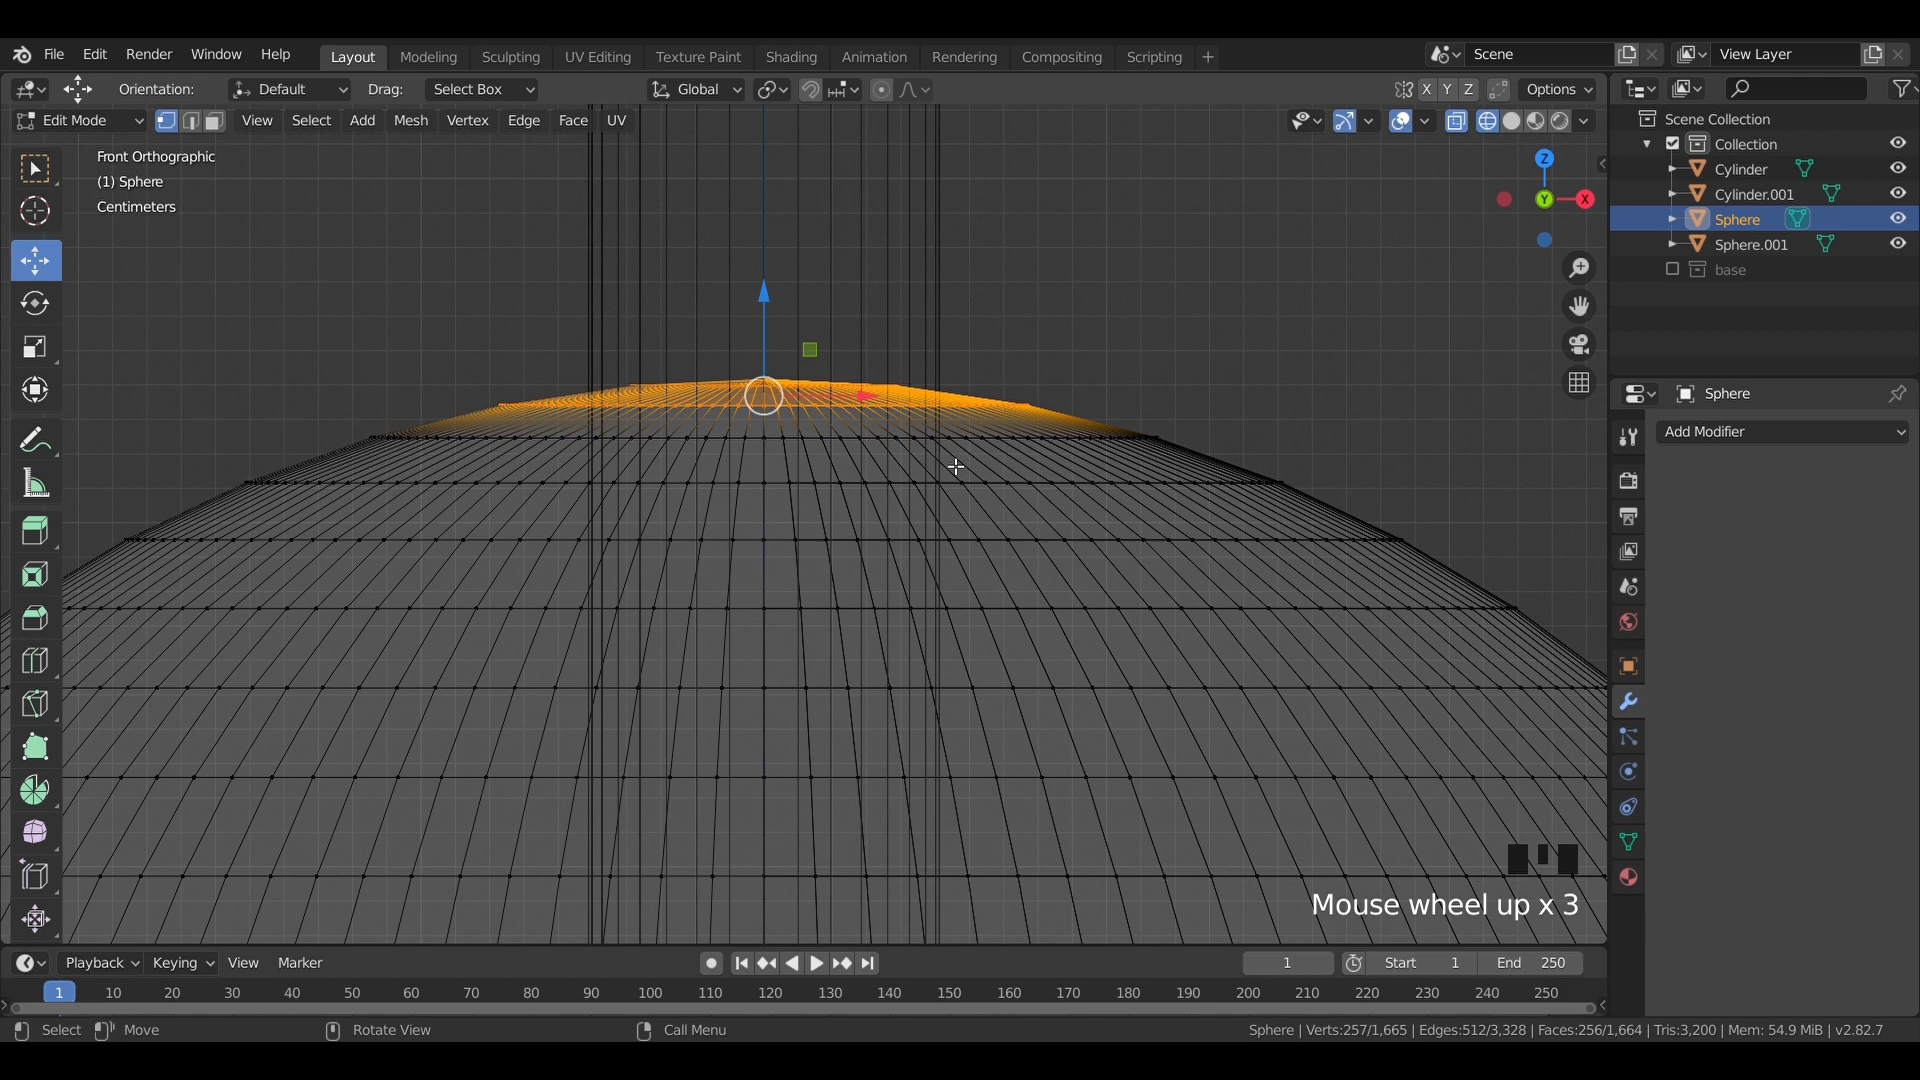 File Edit Render Window Help Layout Modeling Sculpting UV Editing Texture Paint Shading Animation Rendering Compositing Scripting + Scene View Layer
Orientation: Default Drag: Select Box Global X Y Z Options
Edit Mode View Select Add Mesh Vertex Edge Face UV
Front Orthographic
(1) Sphere
Centimeters
Z
Y
X
Scene Collection
Collection
Cylinder
Cylinder.001
Sphere
Sphere.001
base
Sphere
Add Modifier
Mouse wheel up x 3
Playback Keying View Marker 1 Start 1 End 250
1 10 20 30 40 50 60 70 80 90 100 110 120 130 140 150 160 170 180 190 200 210 220 230 240 250
Select Move Rotate View Call Menu Sphere | Verts:257/1,665 | Edges:512/3,328 | Faces:256/1,664 | Tris:3,200 | Mem: 54.9 MiB | v2.82.7